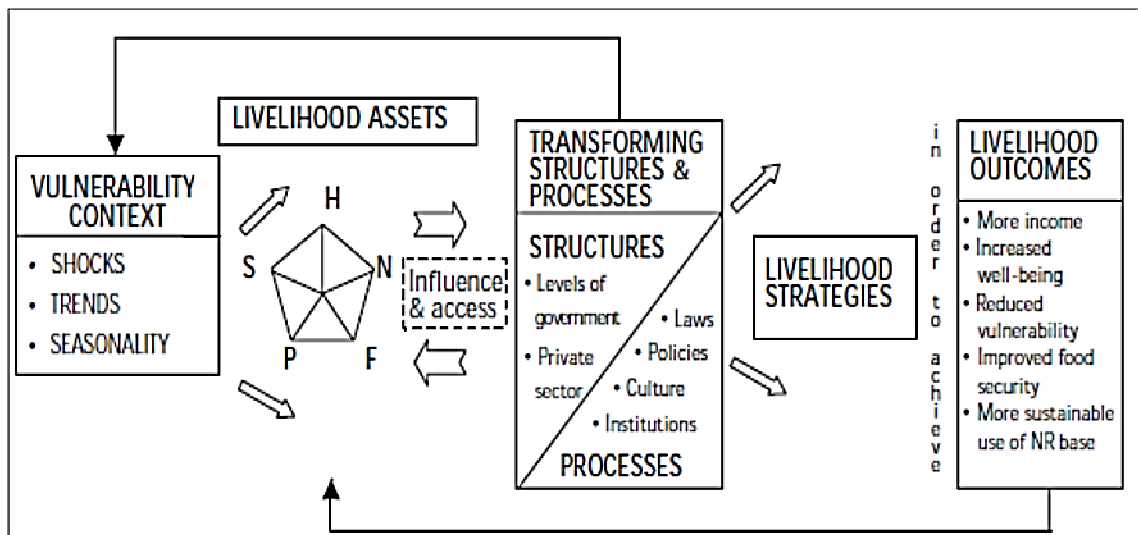 LIVELIHOOD ASSETS
VULNERABILITY
CONTEXT
• SHOCKS
• TRENDS
• SEASONALITY
H
S
N
P
F
Influence
& access
TRANSFORMING
STRUCTURES &
PROCESSES
STRUCTURES
• Levels of
government
• Private
sector
• Laws
• Policies
• Culture
• Institutions
PROCESSES
LIVELIHOOD
STRATEGIES
in order to achieve
LIVELIHOOD
OUTCOMES
• More income
• Increased
well-being
• Reduced
vulnerability
• Improved food
security
• More sustainable
use of NR base